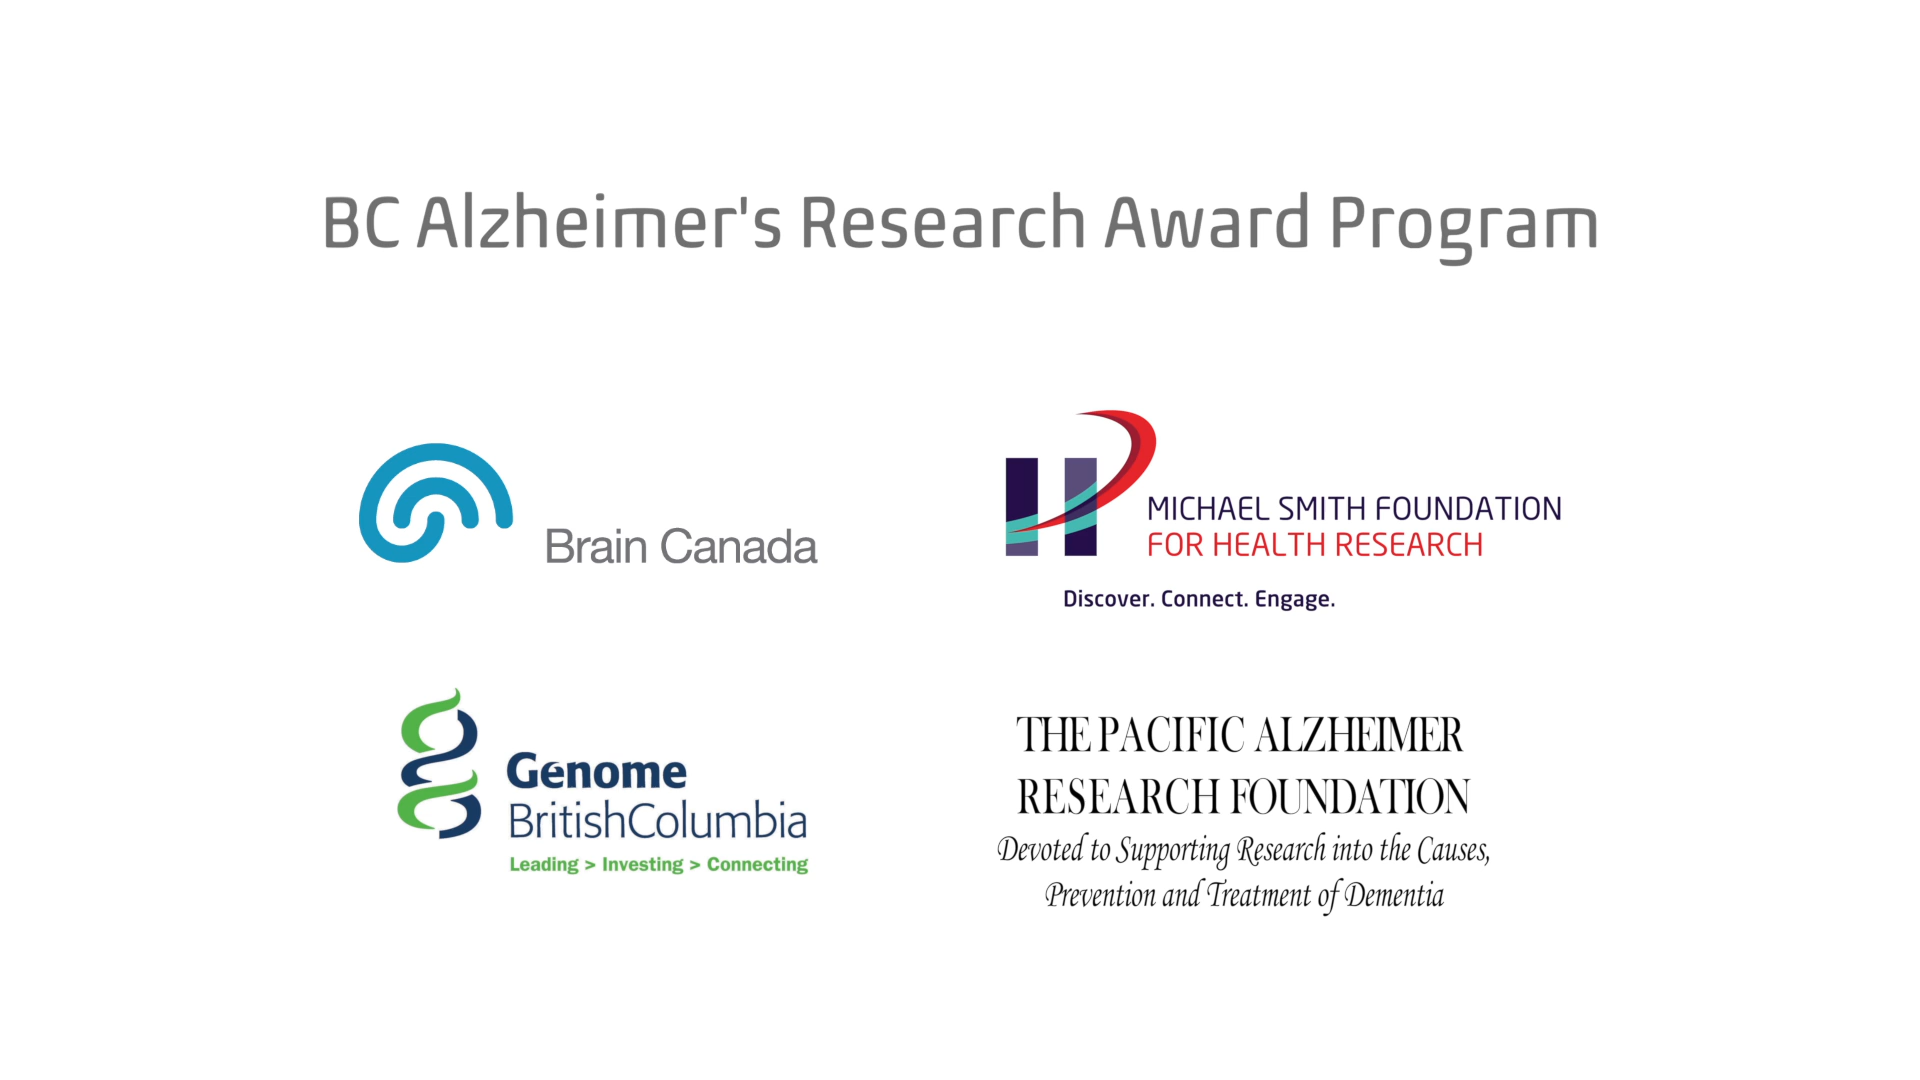 BC Alzheimer's Research Award Program
Brain Canada
MICHAEL SMITH FOUNDATION
FOR HEALTH RESEARCH
Discover. Connect. Engage.
Genome
BritishColumbia
Leading > Investing > Connecting
THE PACIFIC ALZHEIMER
RESEARCH FOUNDATION
Devoted to Supporting Research into the Causes,
Prevention and Treatment of Dementia